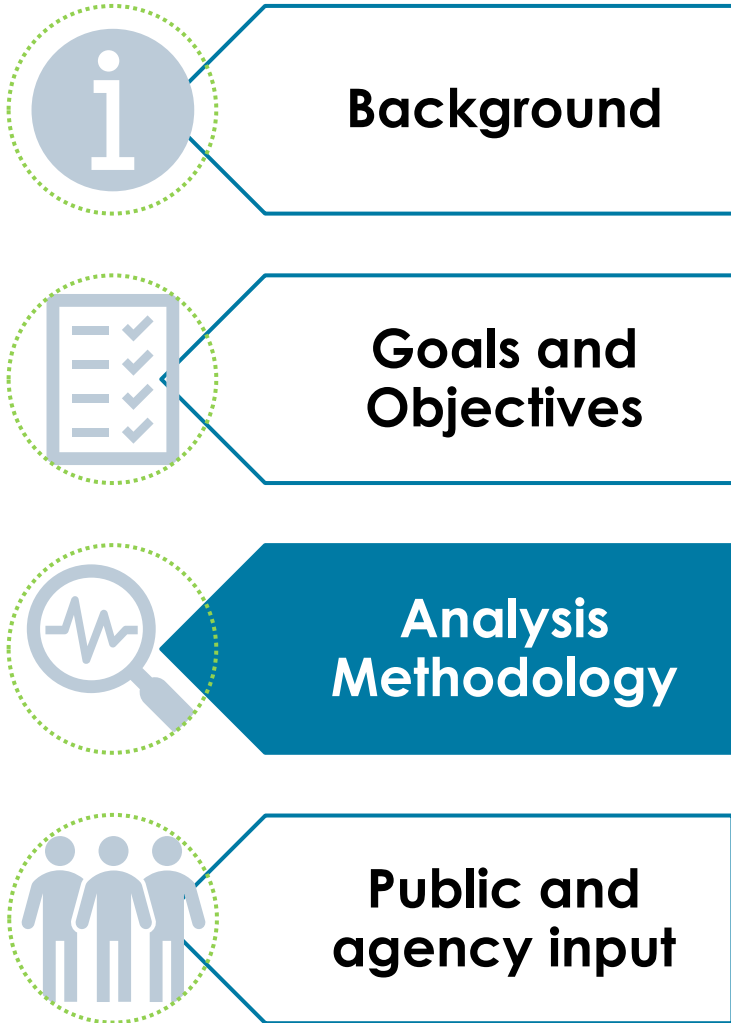 Background
Goals and
Objectives
Analysis
Methodology
Public and
agency input